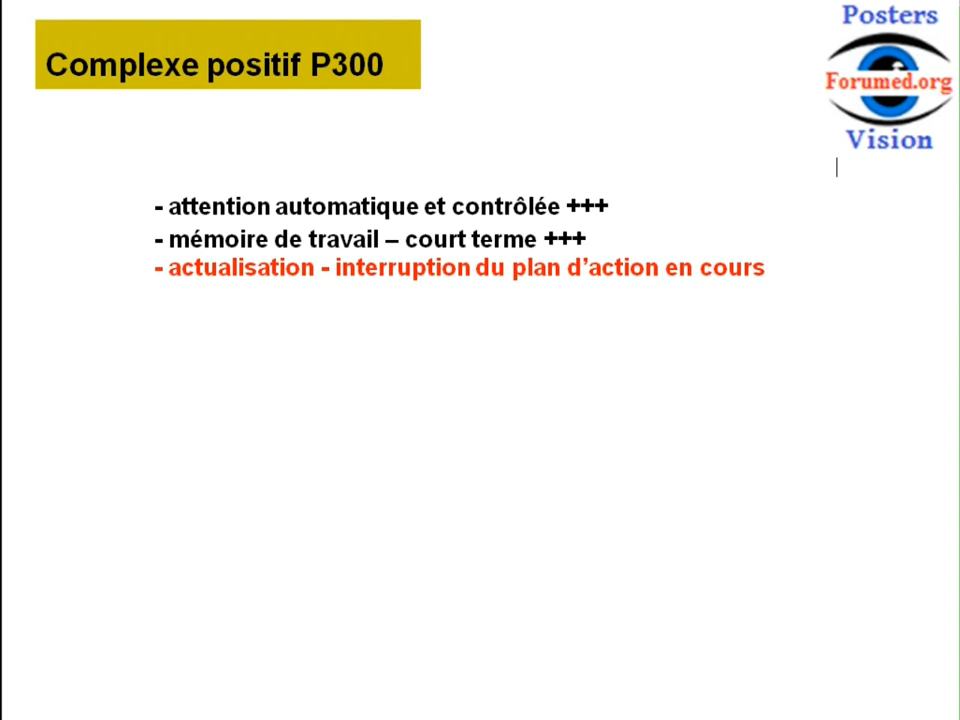 Complexe positif P300
Posters
Forumed.org
Vision
- attention automatique et contrôlée +++
- mémoire de travail – court terme +++
- actualisation - interruption du plan d’action en cours